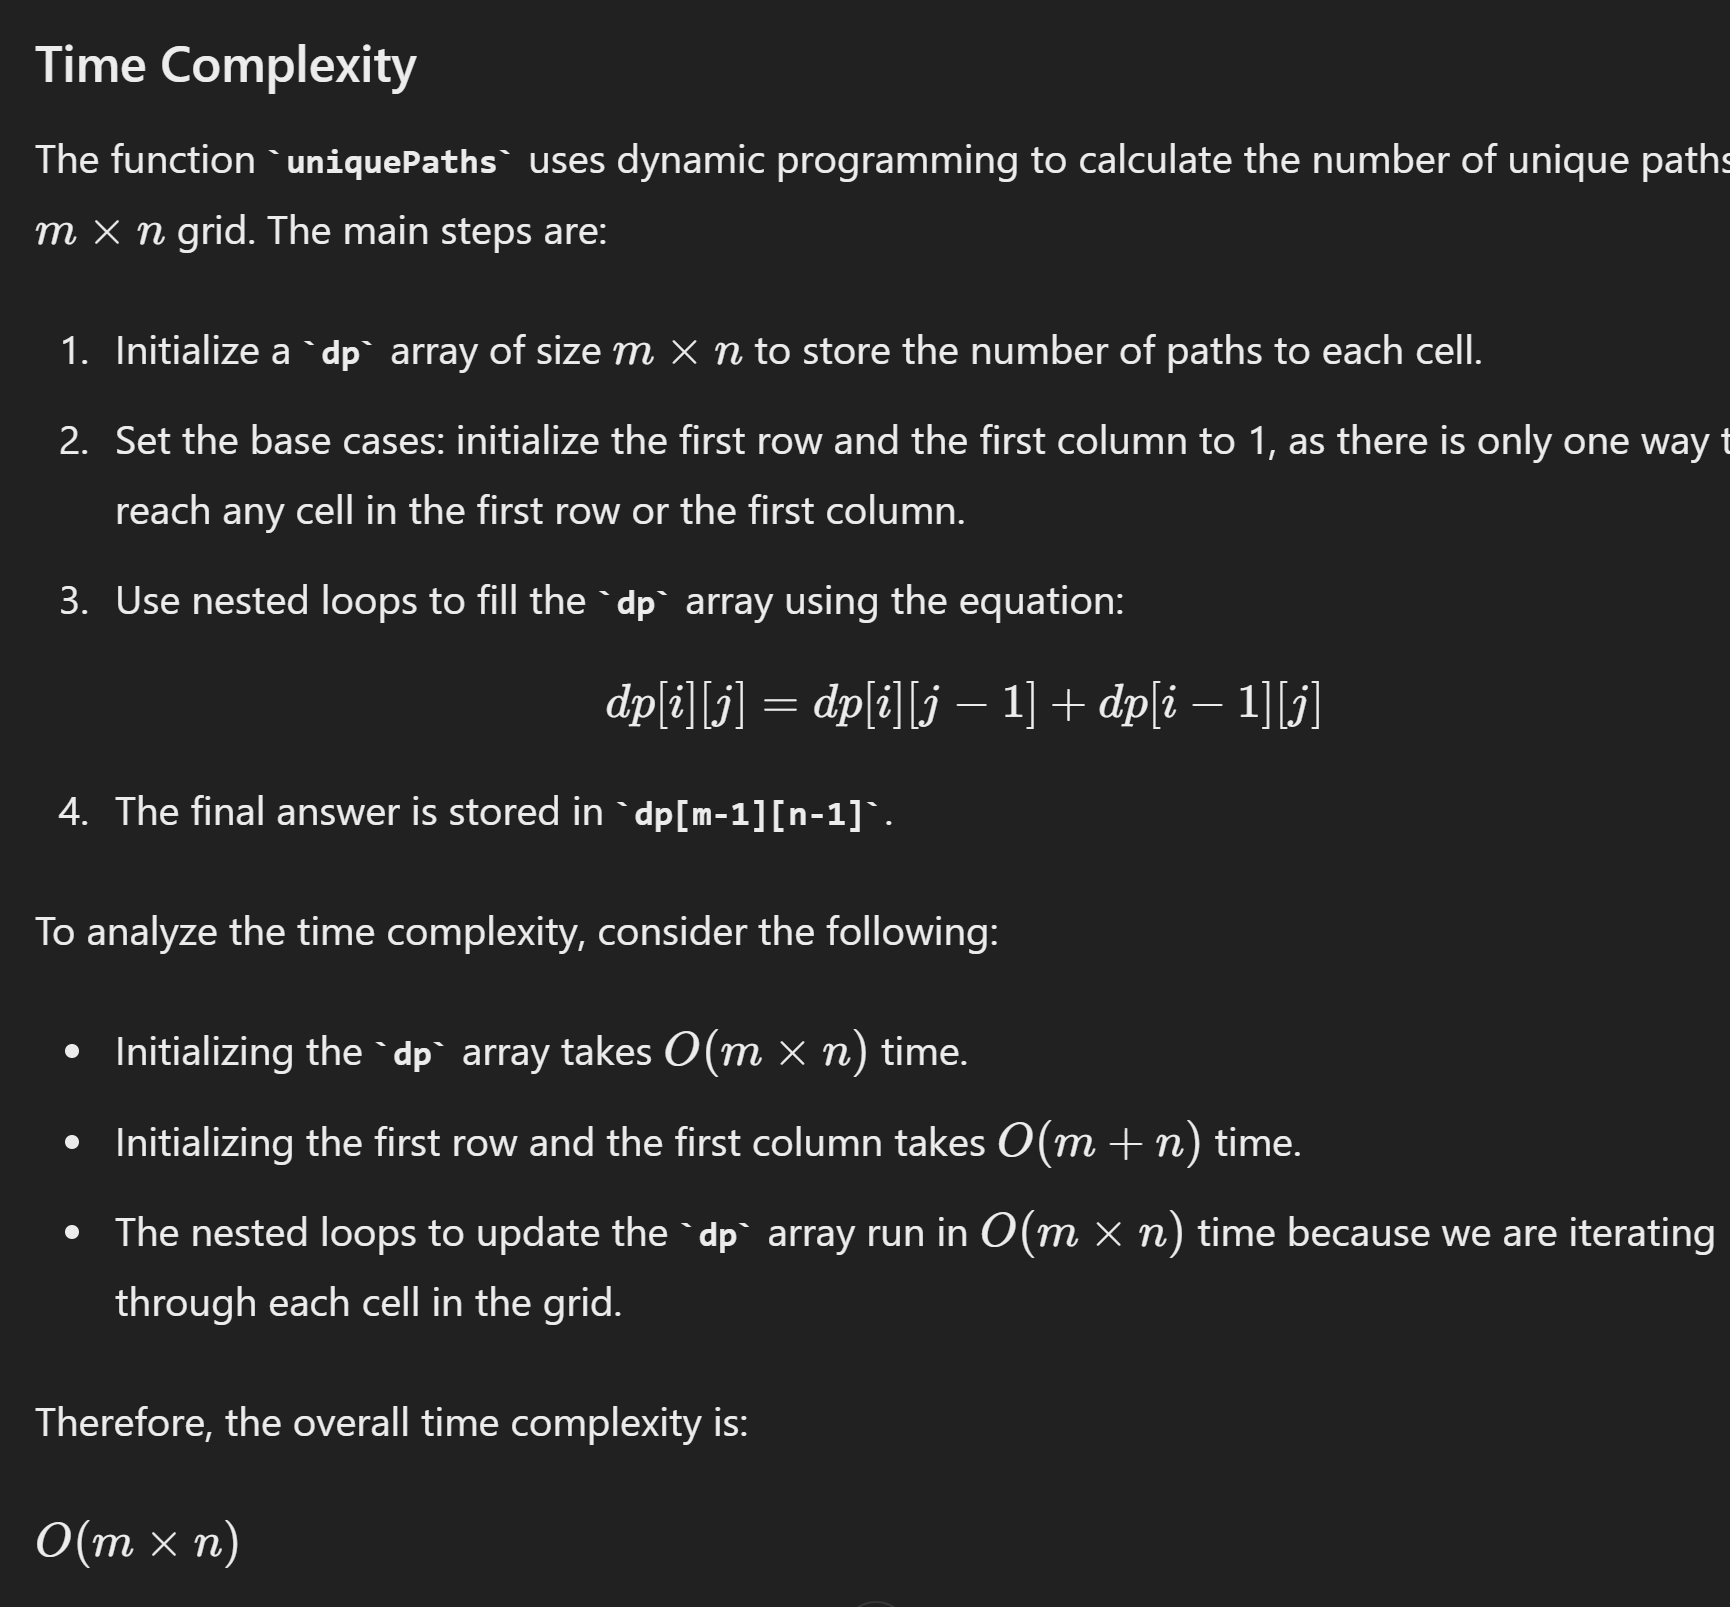 Time Complexity
The function `uniquePaths` uses dynamic programming to calculate the number of unique paths
m × n grid. The main steps are:
1. Initialize a `dp` array of size m × n to store the number of paths to each cell.
2. Set the base cases: initialize the first row and the first column to 1, as there is only one way t
reach any cell in the first row or the first column.
3. Use nested loops to fill the `dp` array using the equation:
dp[i][j] = dp[i][j − 1] + dp[i − 1][j]
4. The final answer is stored in `dp[m-1][n-1]`.
To analyze the time complexity, consider the following:
• Initializing the `dp` array takes O(m × n) time.
• Initializing the first row and the first column takes O(m + n) time.
• The nested loops to update the `dp` array run in O(m × n) time because we are iterating
through each cell in the grid.
Therefore, the overall time complexity is:
O(m × n)